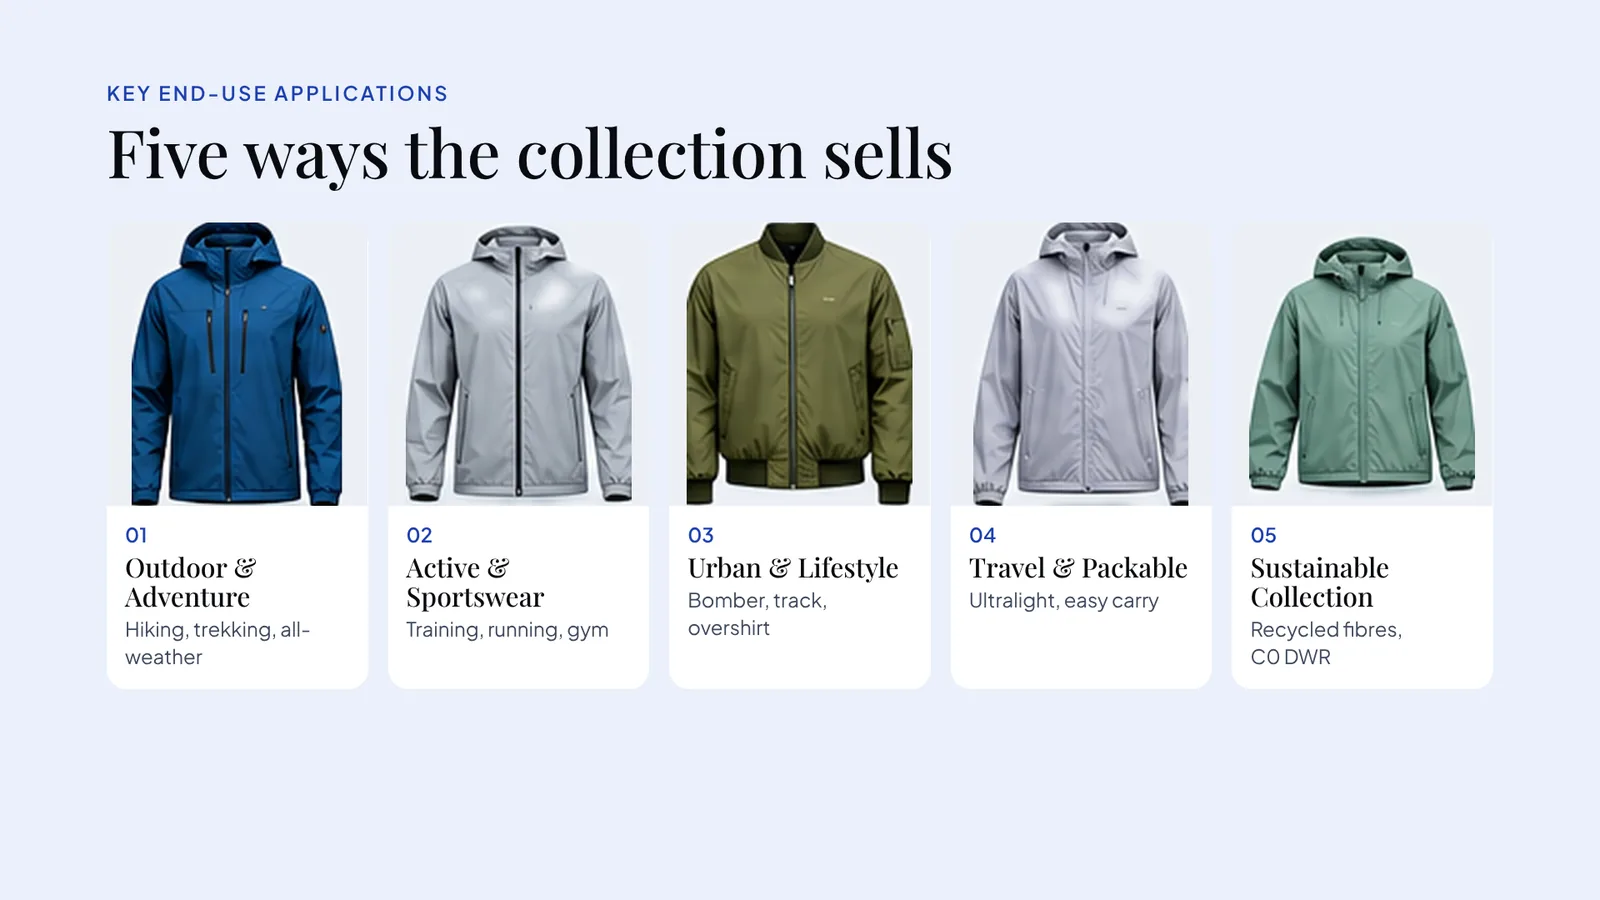 KEY END-USE APPLICATIONS
Five ways the collection sells
01
Outdoor &
Adventure
Hiking, trekking, all-
weather
02
Active &
Sportswear
Training, running, gym
03
Urban & Lifestyle
Bomber, track,
overshirt
04
Travel & Packable
Ultralight, easy carry
05
Sustainable
Collection
Recycled fibres,
C0 DWR